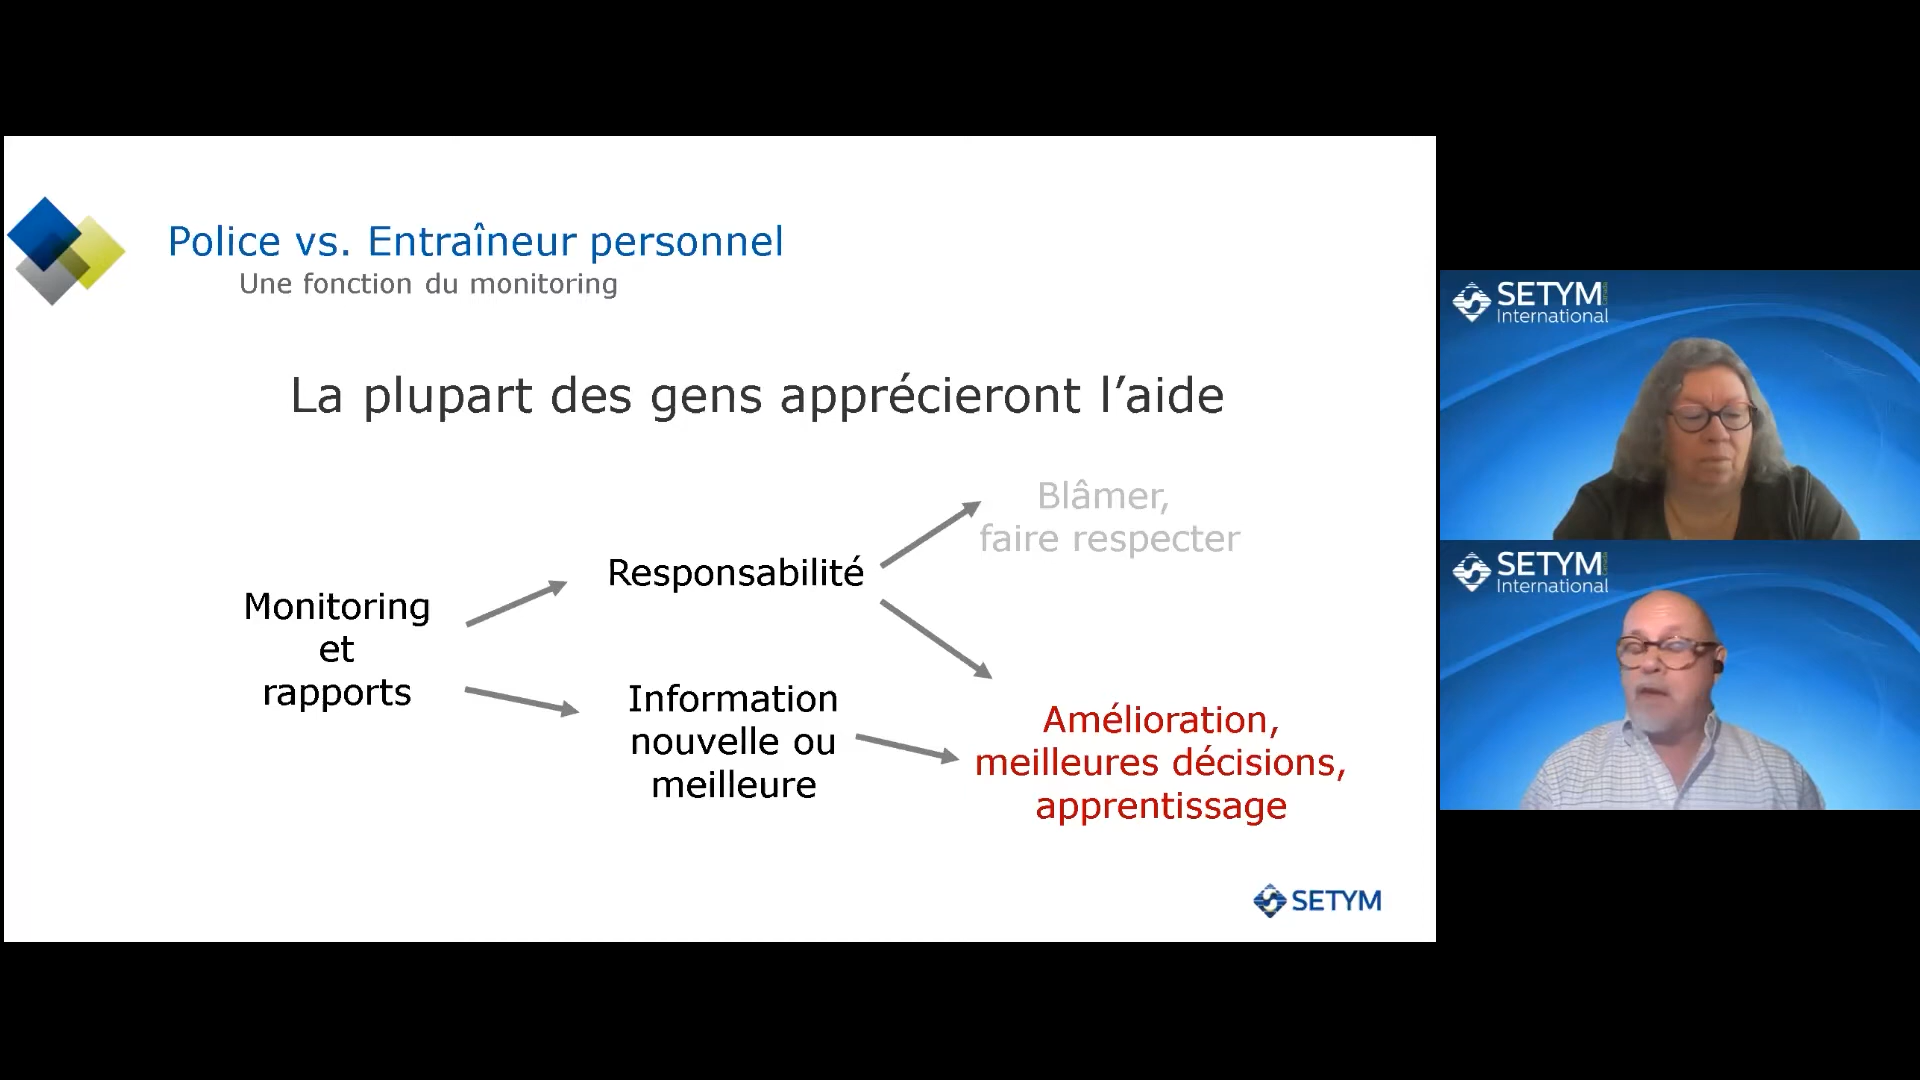 Police vs. Entraîneur personnel
Une fonction du monitoring
La plupart des gens apprécieront l’aide
Monitoring
et
rapports
Responsabilité
Information
nouvelle ou
meilleure
Blâmer,
faire respecter
Amélioration,
meilleures décisions,
apprentissage
SETYM
SETYM
International
SETYM
International